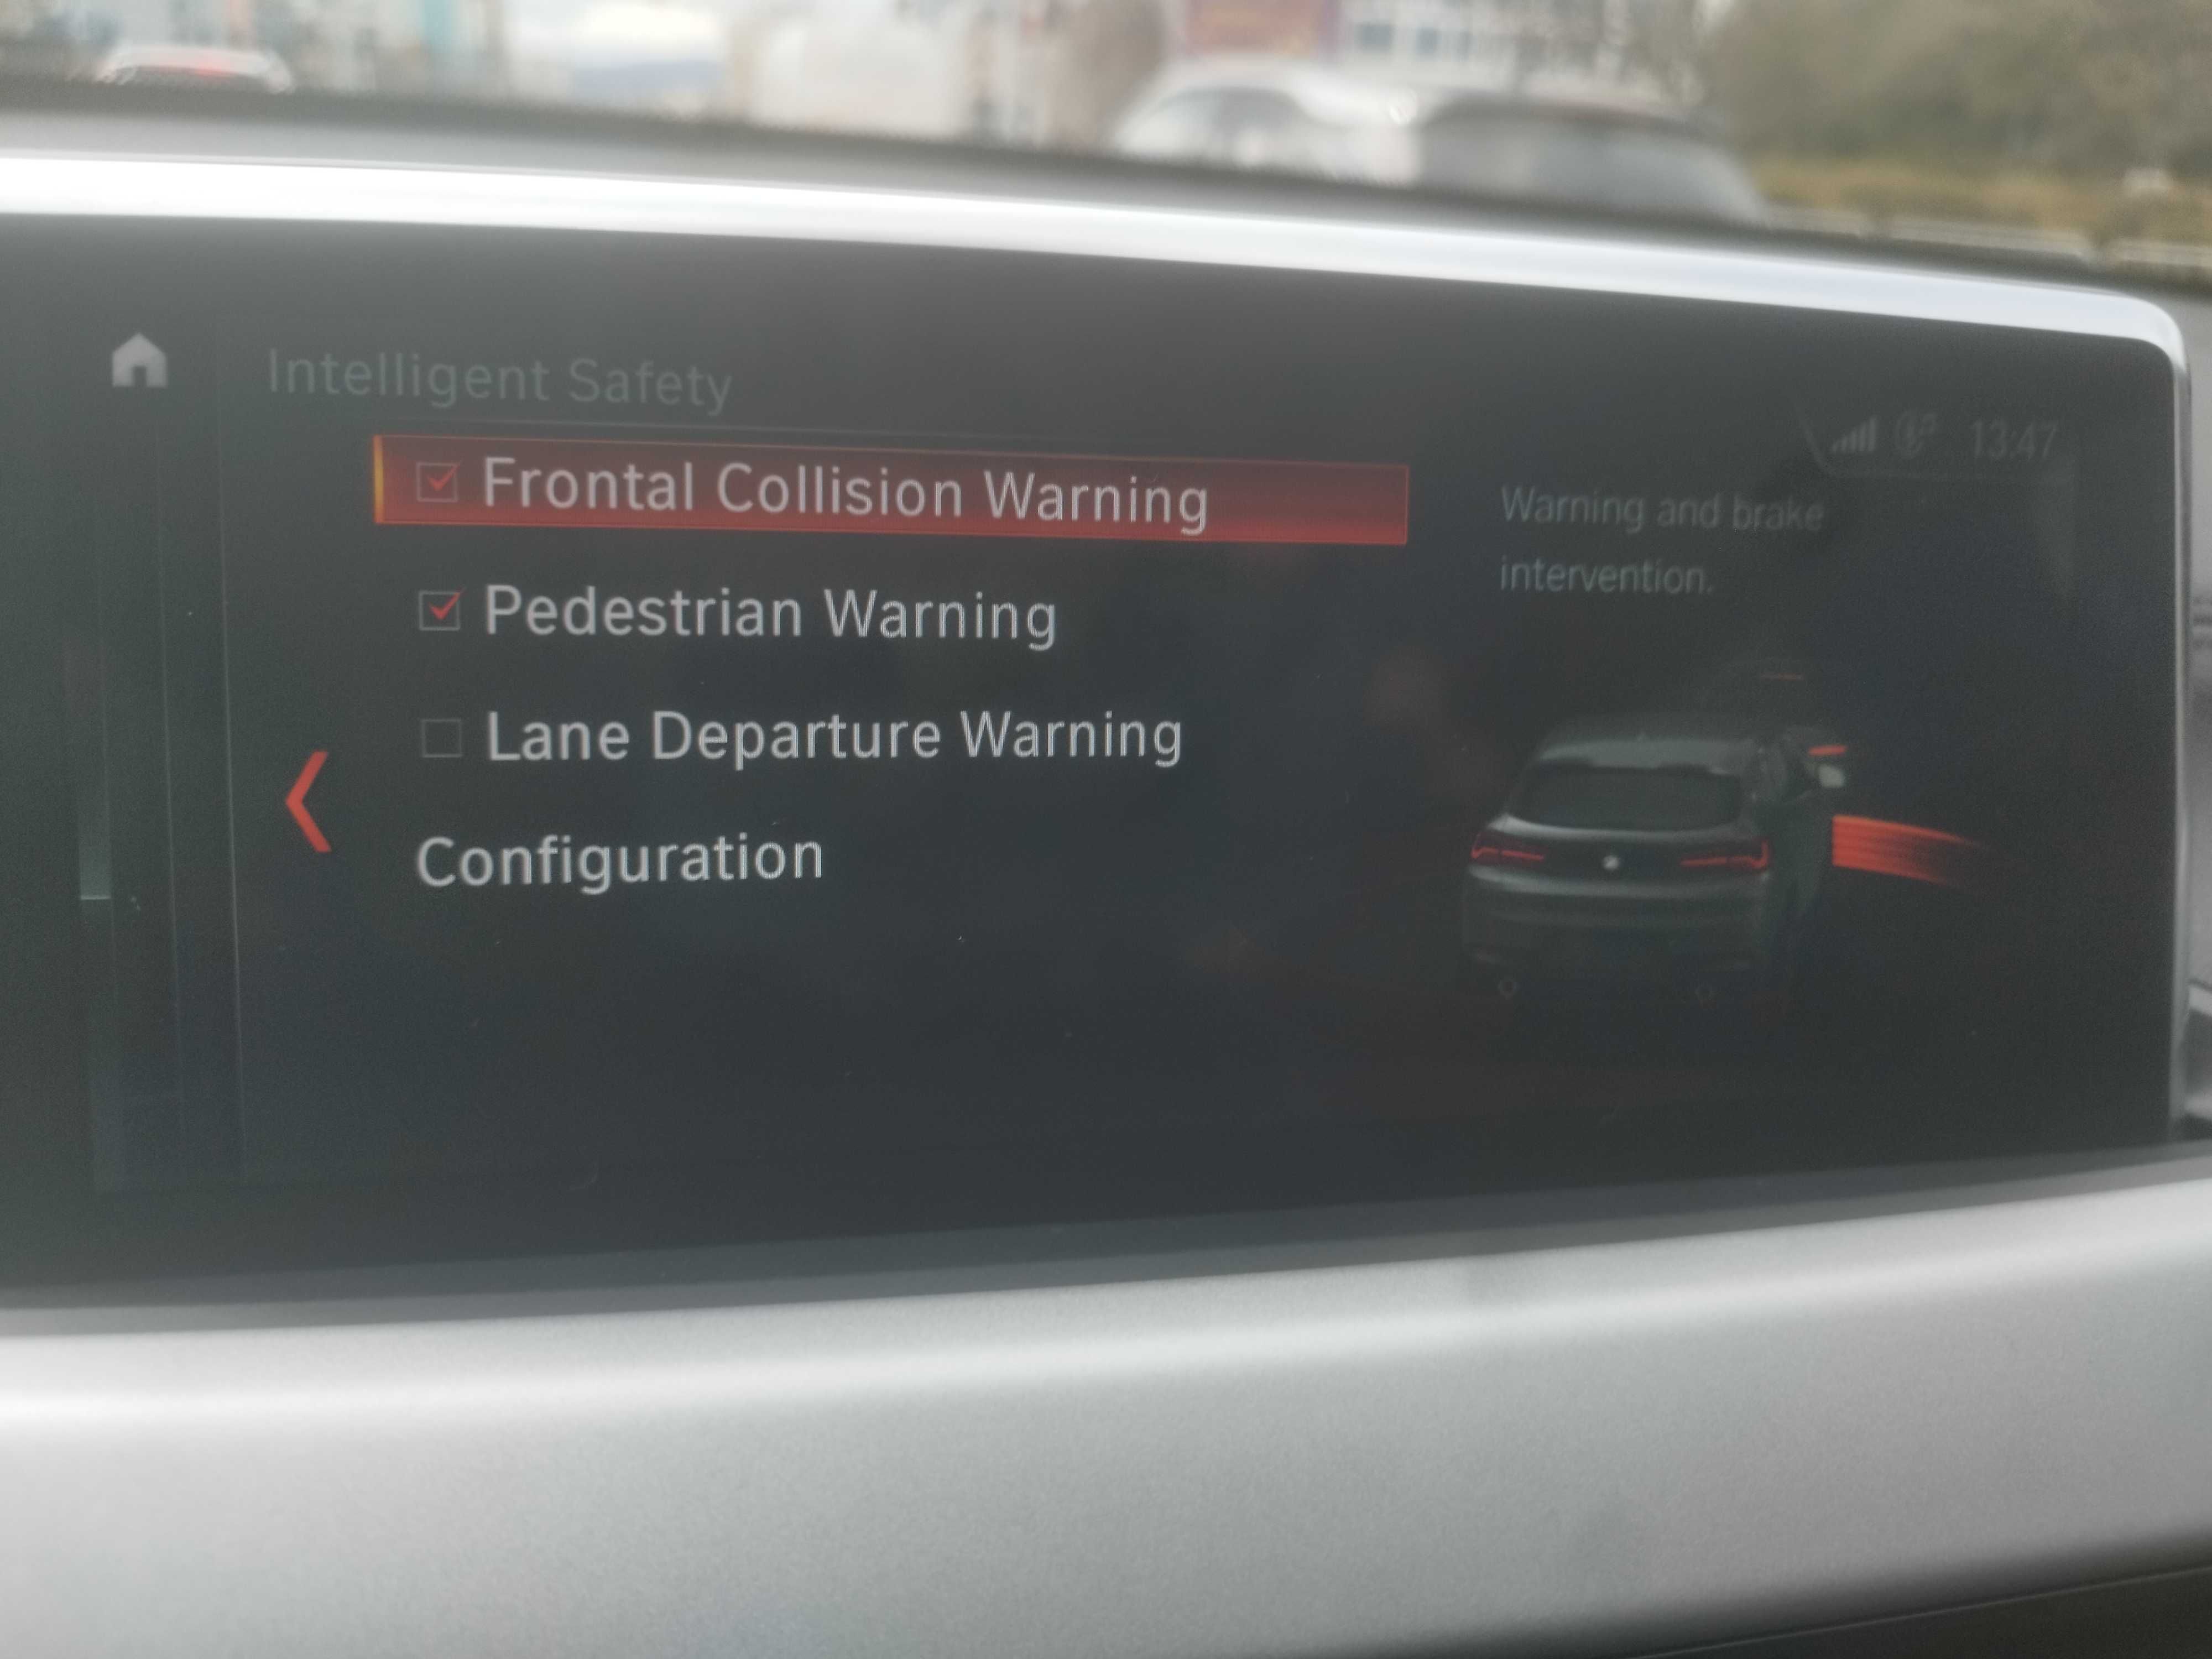 Intelligent Safety
13:47
Frontal Collision Warning
Pedestrian Warning
Lane Departure Warning
Configuration
Warning and brake
intervention.